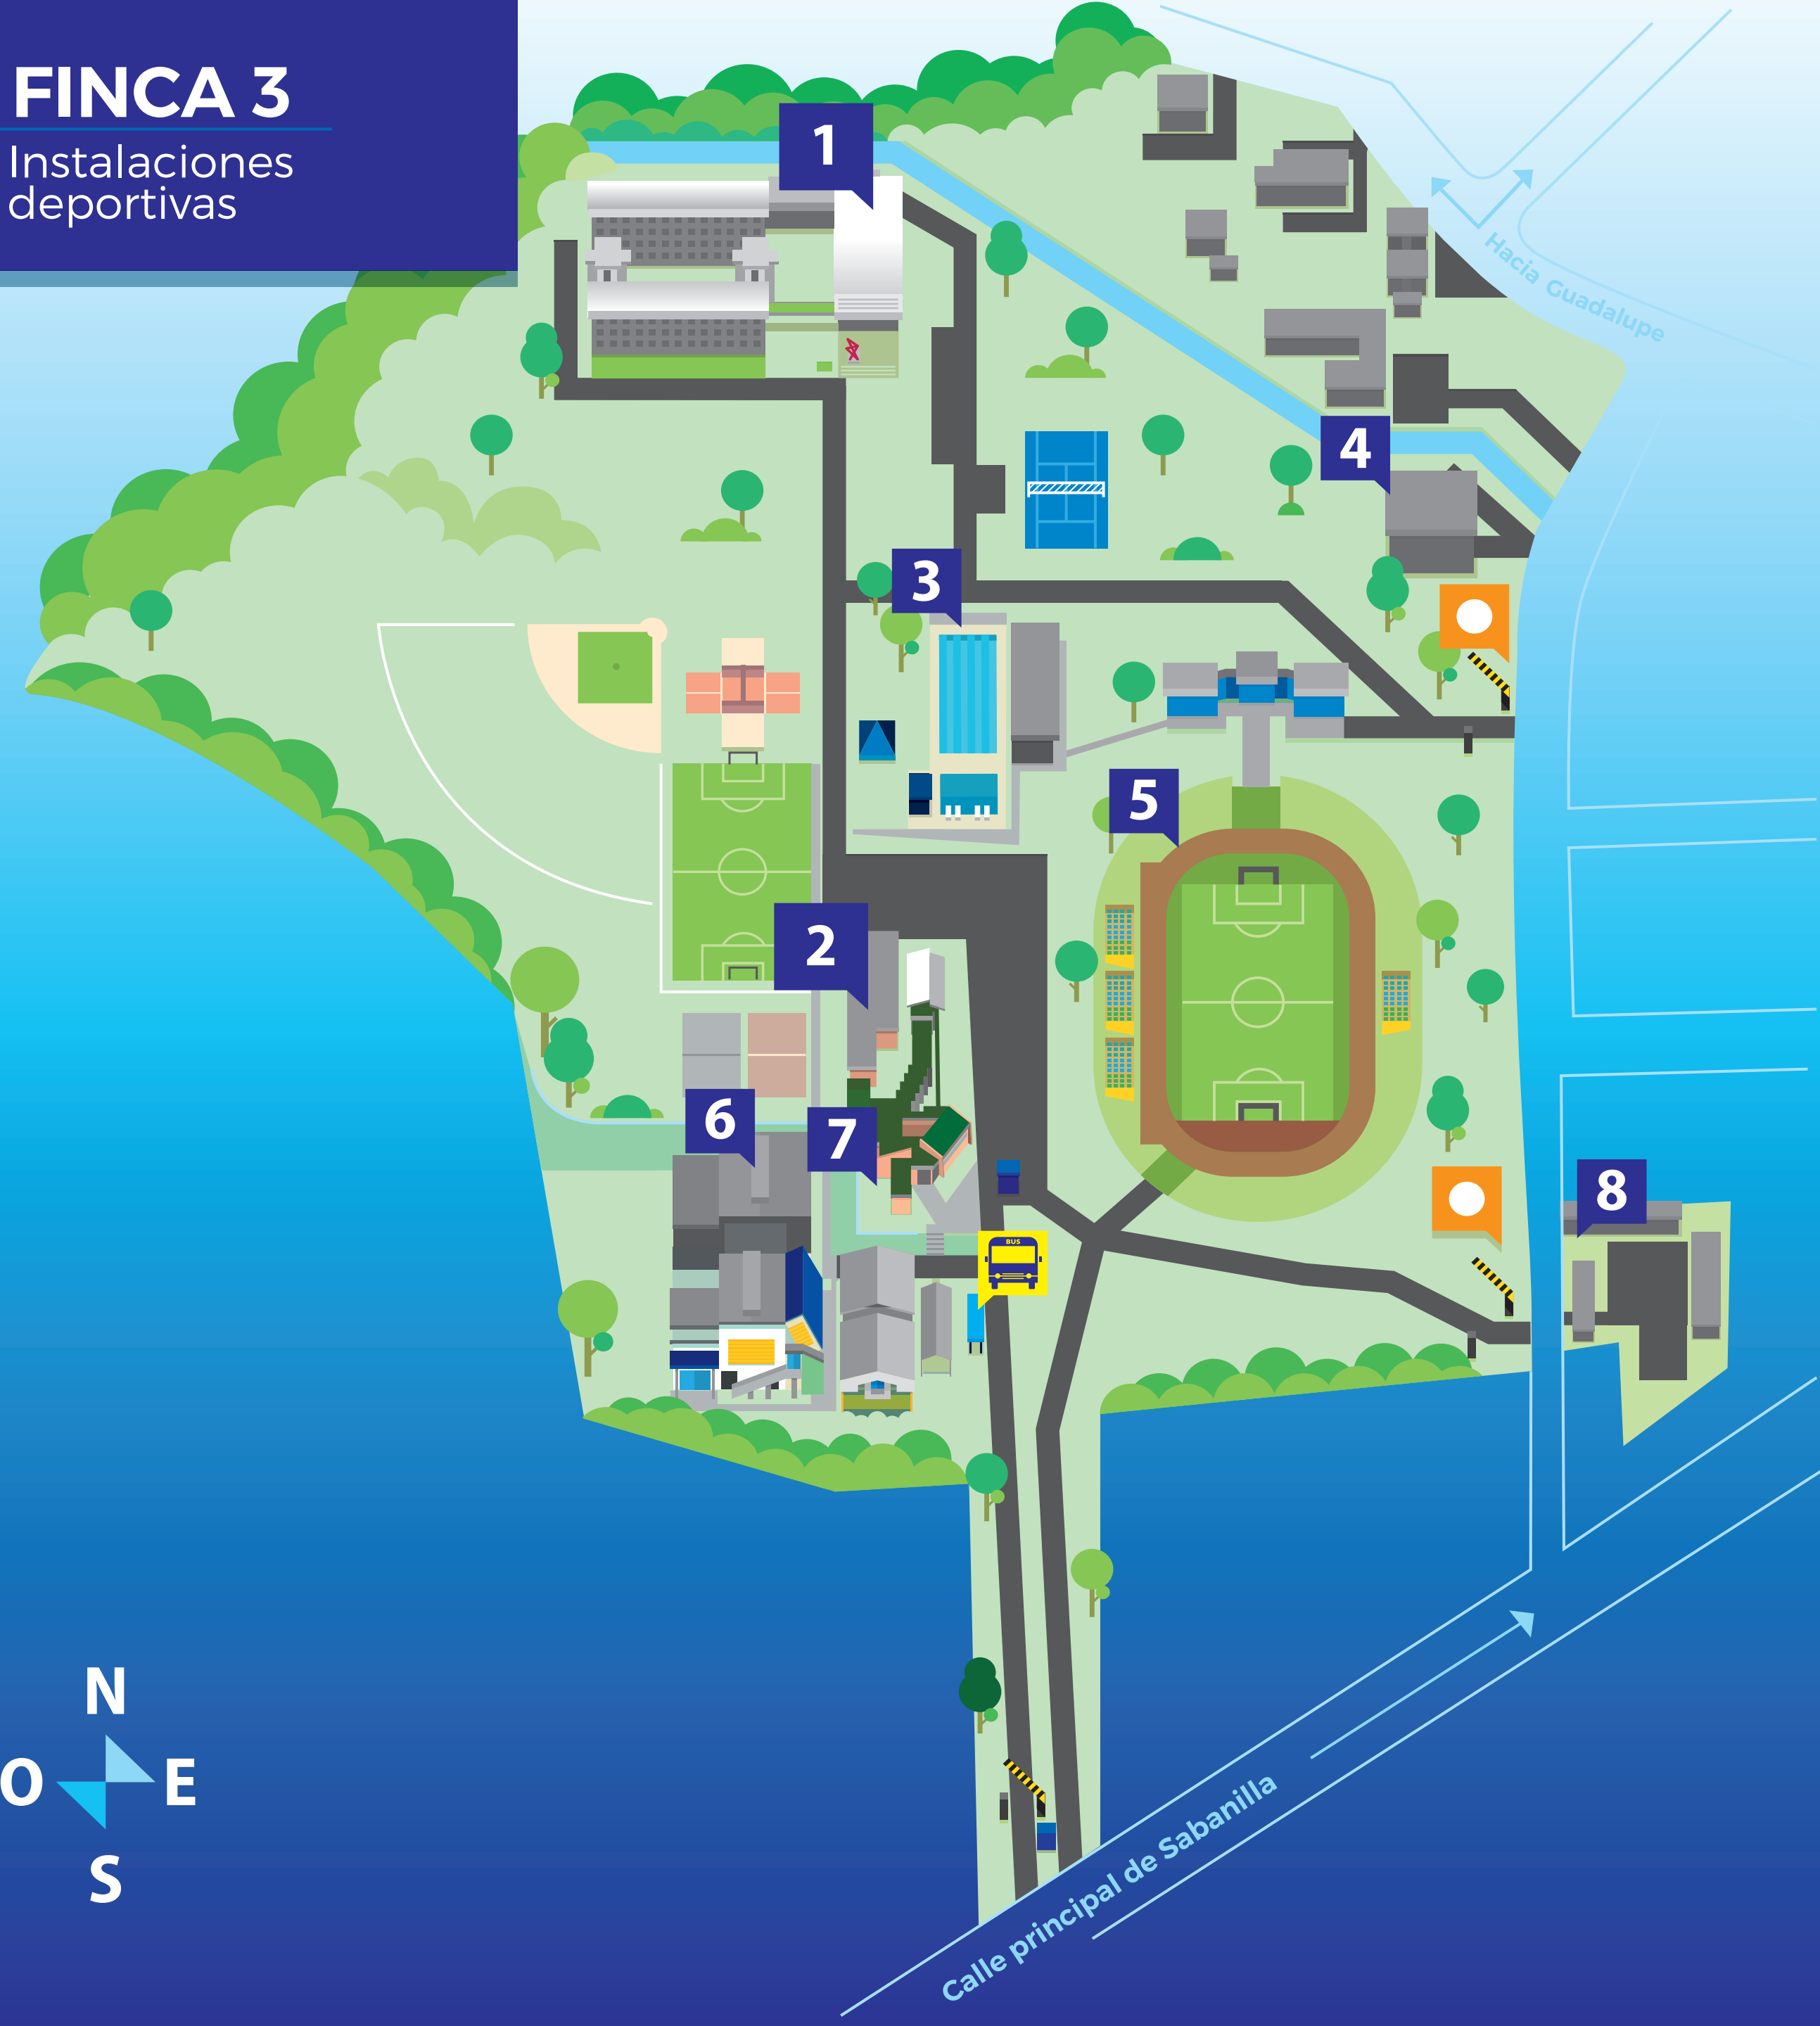 FINCA 3
Instalaciones
deportivas
1
Hacia Guadalupe
4
3
5
2
6
7
8
BUS
N
O
E
S
Calle principal de Sabanilla